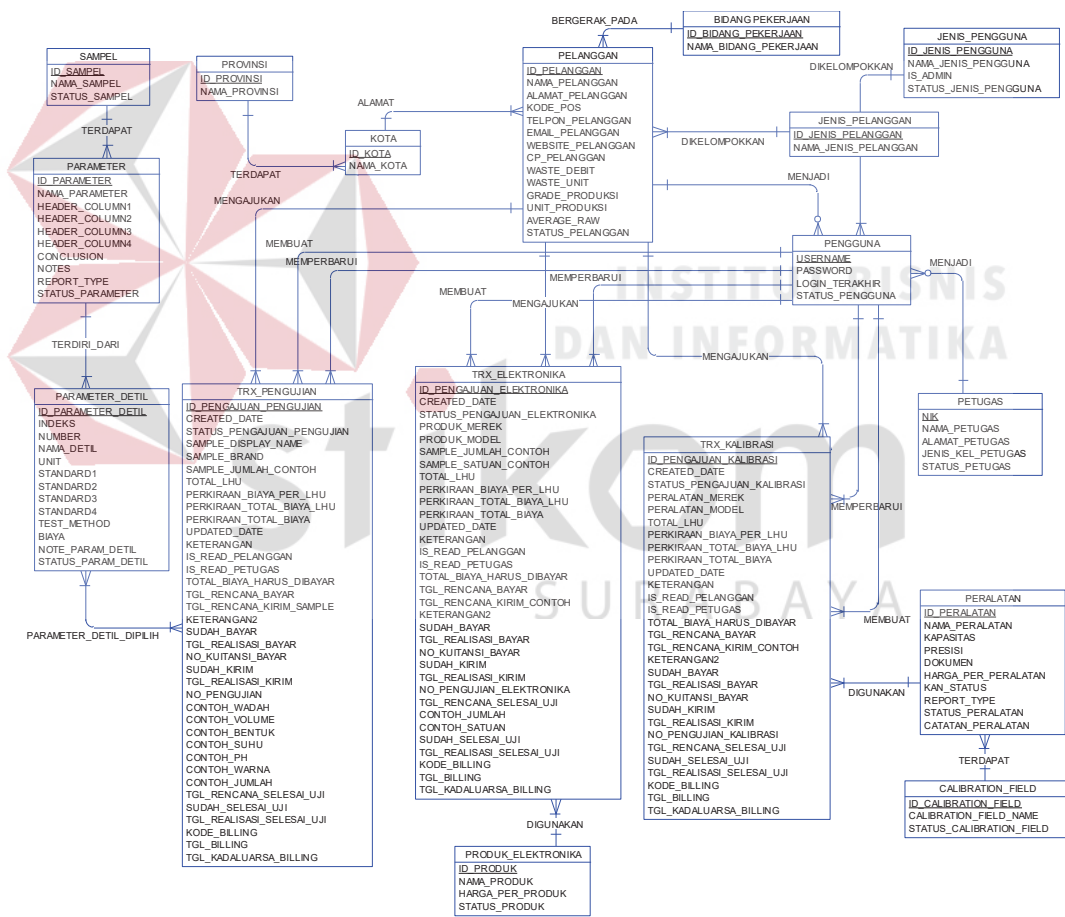 BERGERAK_PADA
BIDANG PEKERJAAN
ID_BIDANG_PEKERJAAN
NAMA_BIDANG_PEKERJAAN
SAMPEL
ID_SAMPEL
NAMA_SAMPEL
STATUS_SAMPEL
PROVINSI
ID_PROVINSI
NAMA_PROVINSI
PELANGGAN
ID_PELANGGAN
NAMA_PELANGGAN
ALAMAT_PELANGGAN
KODE_POS
TELPON_PELANGGAN
EMAIL_PELANGGAN
WEBSITE_PELANGGAN
CP_PELANGGAN
WASTE_DEBIT
WASTE_UNIT
GRADE_PRODUKSI
UNIT_PRODUKSI
AVERAGE_RAW
STATUS_PELANGGAN
JENIS_PENGGUNA
ID_JENIS_PENGGUNA
NAMA_JENIS_PENGGUNA
IS_ADMIN
STATUS_JENIS_PENGGUNA
DIKELOMPOKKAN
JENIS_PELANGGAN
ID_JENIS_PELANGGAN
NAMA_JENIS_PELANGGAN
DIKELOMPOKKAN
ALAMAT
KOTA
ID_KOTA
NAMA_KOTA
TERDAPAT
TERDAPAT
PARAMETER
ID_PARAMETER
NAMA_PARAMETER
HEADER_COLUMN1
HEADER_COLUMN2
HEADER_COLUMN3
HEADER_COLUMN4
CONCLUSION
NOTES
REPORT_TYPE
STATUS_PARAMETER
MENGAJUKAN
MENJADI
MEMBUAT
MEMPERBARUI
MEMPERBARUI
MEMBUAT
MENGAJUKAN
PENGGUNA
USERNAME
PASSWORD
LOGIN_TERAKHIR
STATUS_PENGGUNA
MENJADI
INSTITUT BISNIS
DAN INFORMATIKA
stikom
SURABAYA
MENGAJUKAN
TERDIRI_DARI
PARAMETER_DETIL
ID_PARAMETER_DETIL
INDEKS
NUMBER
NAMA_DETIL
UNIT
STANDARD1
STANDARD2
STANDARD3
STANDARD4
TEST_METHOD
BIAYA
NOTE_PARAM_DETIL
STATUS_PARAM_DETIL
PARAMETER_DETIL_DIPILIH
TRX_PENGUJIAN
ID_PENGAJUAN_PENGUJIAN
CREATED_DATE
STATUS_PENGAJUAN_PENGUJIAN
SAMPLE_DISPLAY_NAME
SAMPLE_BRAND
SAMPLE_JUMLAH_CONTOH
TOTAL_LHU
PERKIRAAN_BIAYA_PER_LHU
PERKIRAAN_TOTAL_BIAYA_LHU
PERKIRAAN_TOTAL_BIAYA
UPDATED_DATE
KETERANGAN
IS_READ_PELANGGAN
IS_READ_PETUGAS
TOTAL_BIAYA_HARUS_DIBAYAR
TGL_RENCANA_BAYAR
TGL_RENCANA_KIRIM_SAMPLE
KETERANGAN2
SUDAH_BAYAR
TGL_REALISASI_BAYAR
NO_KUITANSI_BAYAR
SUDAH_KIRIM
TGL_REALISASI_KIRIM
NO_PENGUJIAN
CONTOH_WADAH
CONTOH_VOLUME
CONTOH_BENTUK
CONTOH_SUHU
CONTOH_PH
CONTOH_WARNA
CONTOH_JUMLAH
TGL_RENCANA_SELESAI_UJI
SUDAH_SELESAI_UJI
TGL_REALISASI_SELESAI_UJI
KODE_BILLING
TGL_BILLING
TGL_KADALUARSA_BILLING
TRX_ELEKTRONIKA
ID_PENGAJUAN_ELEKTRONIKA
CREATED_DATE
STATUS_PENGAJUAN_ELEKTRONIKA
PRODUK_MEREK
PRODUK_MODEL
SAMPLE_JUMLAH_CONTOH
SAMPLE_SATUAN_CONTOH
TOTAL_LHU
PERKIRAAN_BIAYA_PER_LHU
PERKIRAAN_TOTAL_BIAYA_LHU
PERKIRAAN_TOTAL_BIAYA
UPDATED_DATE
KETERANGAN
IS_READ_PELANGGAN
IS_READ_PETUGAS
TOTAL_BIAYA_HARUS_DIBAYAR
TGL_RENCANA_BAYAR
TGL_RENCANA_KIRIM_CONTOH
KETERANGAN2
SUDAH_BAYAR
TGL_REALISASI_BAYAR
NO_KUITANSI_BAYAR
SUDAH_KIRIM
TGL_REALISASI_KIRIM
NO_PENGUJIAN_ELEKTRONIKA
TGL_RENCANA_SELESAI_UJI
CONTOH_JUMLAH
CONTOH_SATUAN
SUDAH_SELESAI_UJI
TGL_REALISASI_SELESAI_UJI
KODE_BILLING
TGL_BILLING
TGL_KADALUARSA_BILLING
DIGUNAKAN
PRODUK_ELEKTRONIKA
ID_PRODUK
NAMA_PRODUK
HARGA_PER_PRODUK
STATUS_PRODUK
TRX_KALIBRASI
ID_PENGAJUAN_KALIBRASI
CREATED_DATE
STATUS_PENGAJUAN_KALIBRASI
PERALATAN_MEREK
PERALATAN_MODEL
TOTAL_LHU
PERKIRAAN_BIAYA_PER_LHU
PERKIRAAN_TOTAL_BIAYA_LHU
PERKIRAAN_TOTAL_BIAYA
UPDATED_DATE
KETERANGAN
IS_READ_PELANGGAN
IS_READ_PETUGAS
TOTAL_BIAYA_HARUS_DIBAYAR
TGL_RENCANA_BAYAR
TGL_RENCANA_KIRIM_CONTOH
KETERANGAN2
SUDAH_BAYAR
TGL_REALISASI_BAYAR
NO_KUITANSI_BAYAR
SUDAH_KIRIM
TGL_REALISASI_KIRIM
NO_PENGUJIAN_KALIBRASI
TGL_RENCANA_SELESAI_UJI
SUDAH_SELESAI_UJI
TGL_REALISASI_SELESAI_UJI
KODE_BILLING
TGL_BILLING
TGL_KADALUARSA_BILLING
PETUGAS
NIK
NAMA_PETUGAS
ALAMAT_PETUGAS
JENIS_KEL_PETUGAS
STATUS_PETUGAS
MEMPERBARUI
MEMBUAT
DIGUNAKAN
PERALATAN
ID_PERALATAN
NAMA_PERALATAN
KAPASITAS
PRESISI
DOKUMEN
HARGA_PER_PERALATAN
KAN_STATUS
REPORT_TYPE
STATUS_PERALATAN
CATATAN_PERALATAN
TERDAPAT
CALIBRATION_FIELD
ID_CALIBRATION_FIELD
CALIBRATION_FIELD_NAME
STATUS_CALIBRATION_FIELD